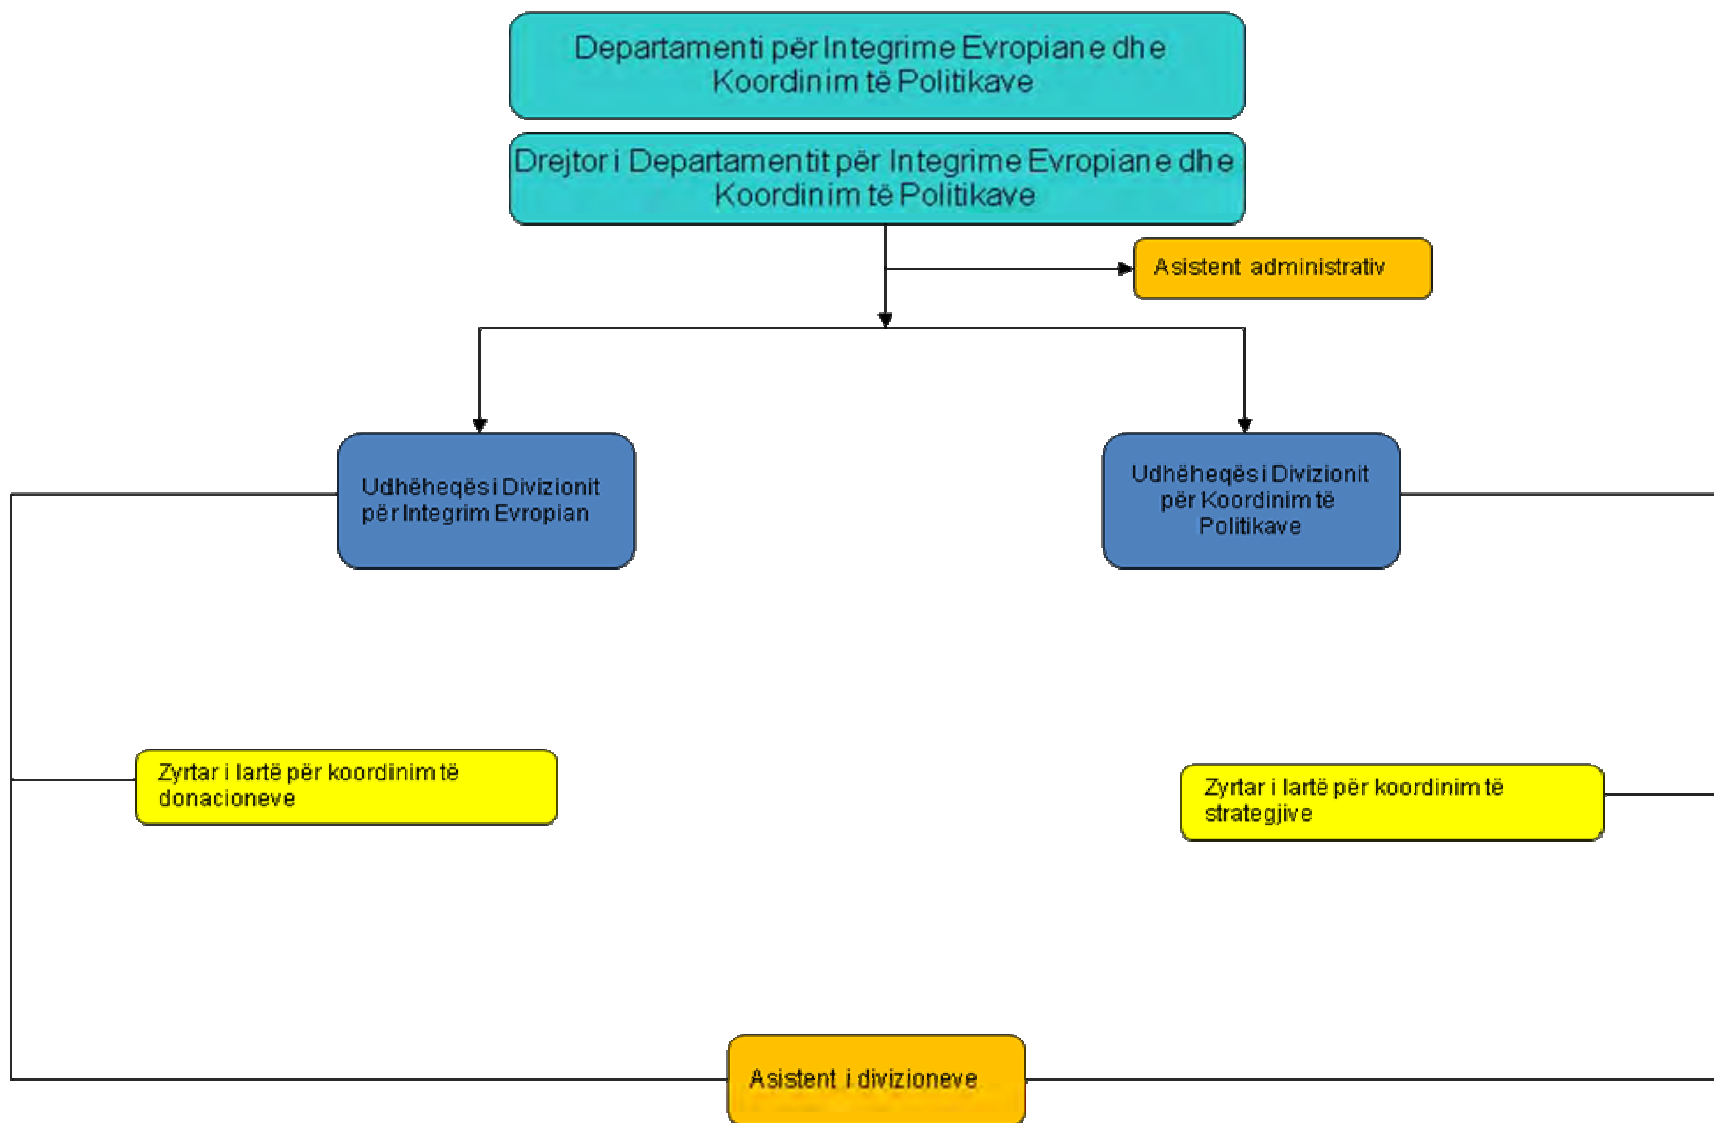 Departamenti për Integrime Evropiane dhe
Koordinim të Politikave
Drejtor i Departamentit për Integrime Evropiane dhe
Koordinim të Politikave
Asistent administrativ
Udhëheqësi Divizionit
për Integrim Evropian
Udhëheqësi Divizionit
për Koordinim të
Politikave
Zyrtar i lartë për koordinim të
donacioneve
Zyrtar i lartë për koordinim të
strategjive
Asistent i divizioneve